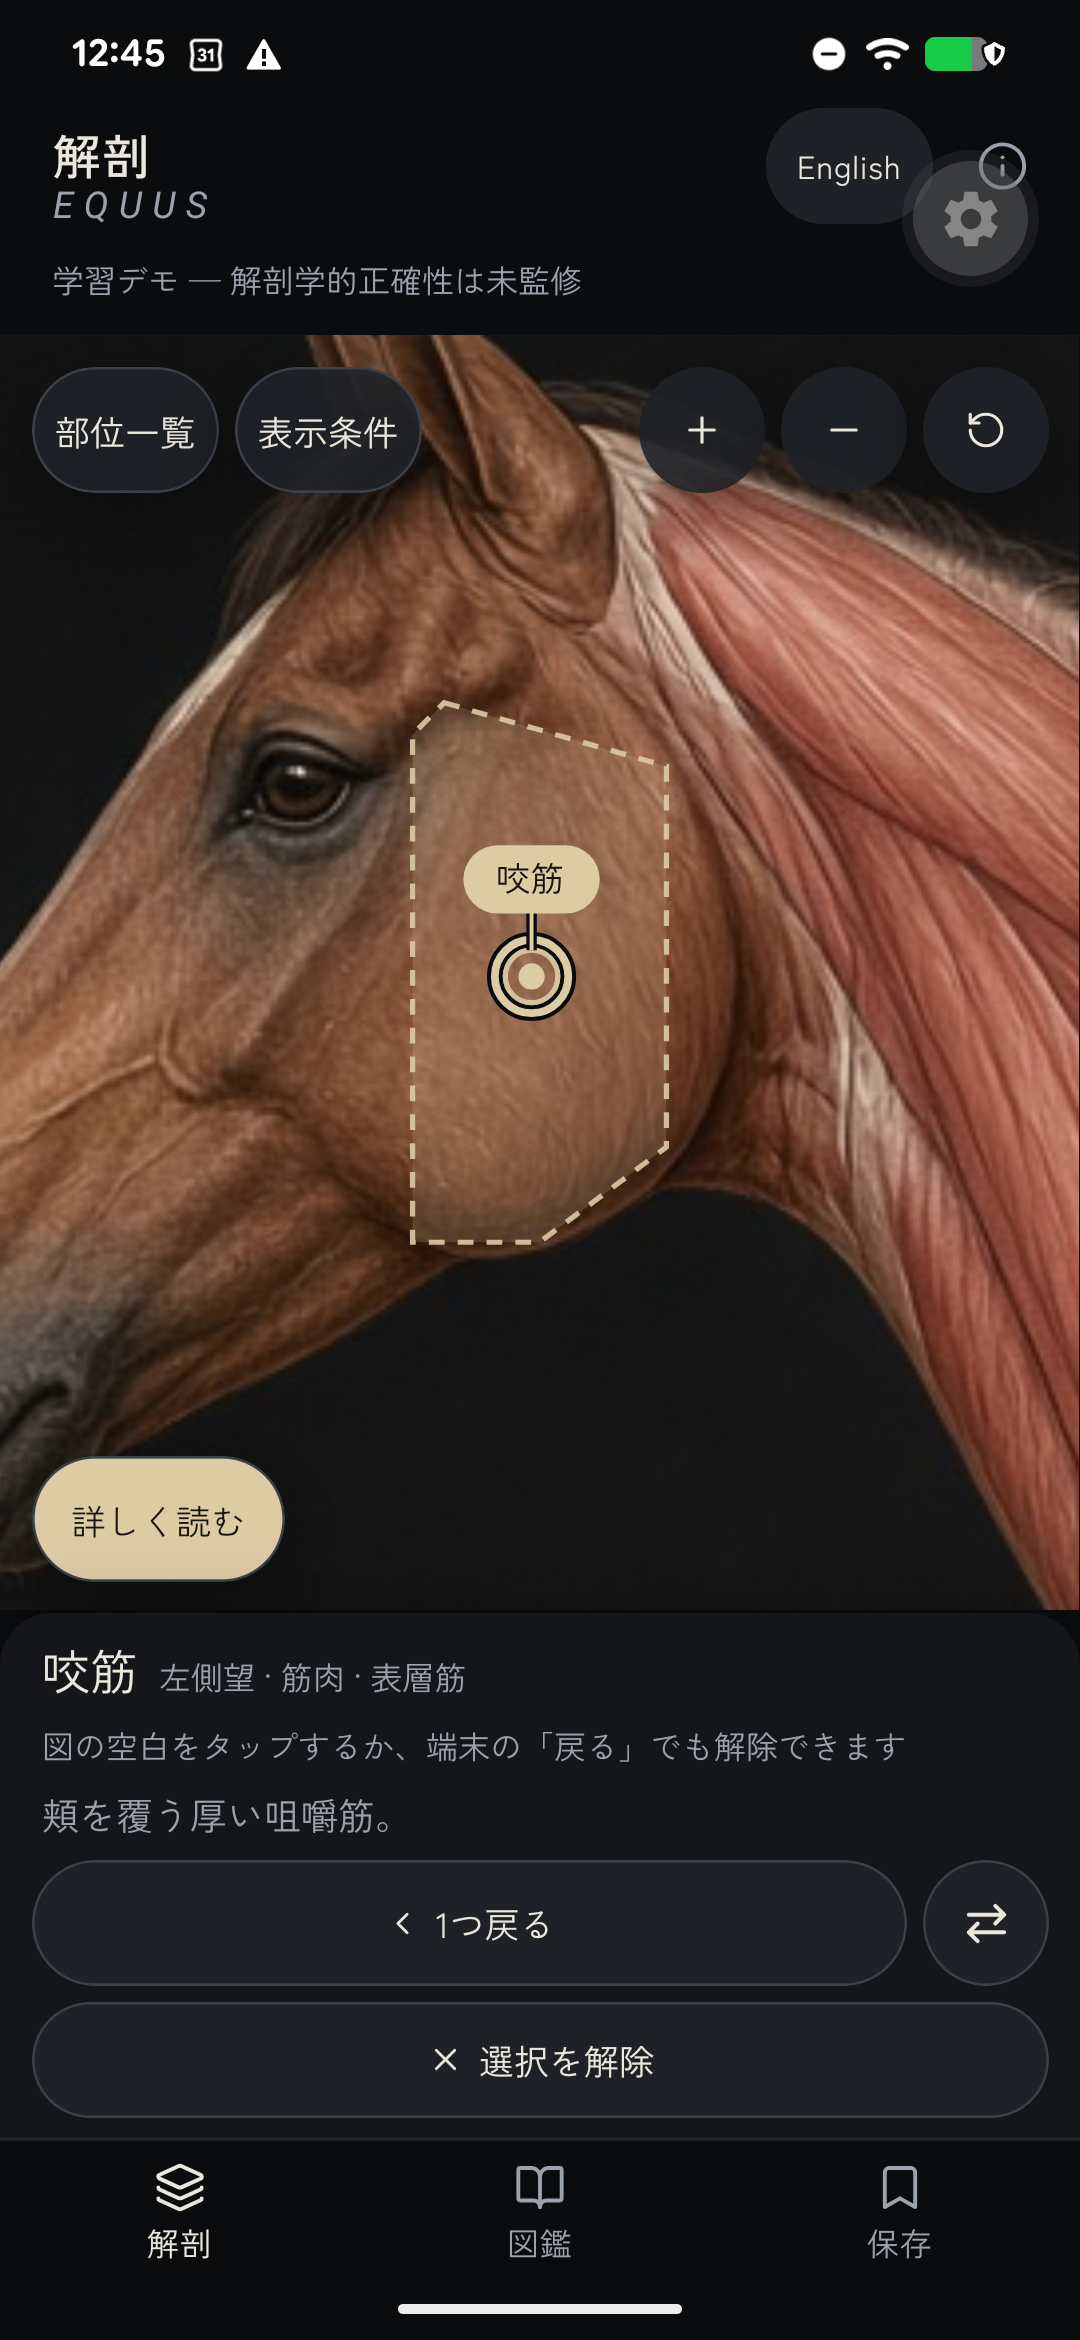 12:45 31
解剖
EQUUS
English
学習デモ — 解剖学的正確性は未監修
部位一覧 表示条件
咬筋
詳しく読む
咬筋 左側望・筋肉・表層筋
図の空白をタップするか、端末の「戻る」でも解除できます
頬を覆う厚い咀嚼筋。
1つ戻る
選択を解除
解剖 図鑑 保存